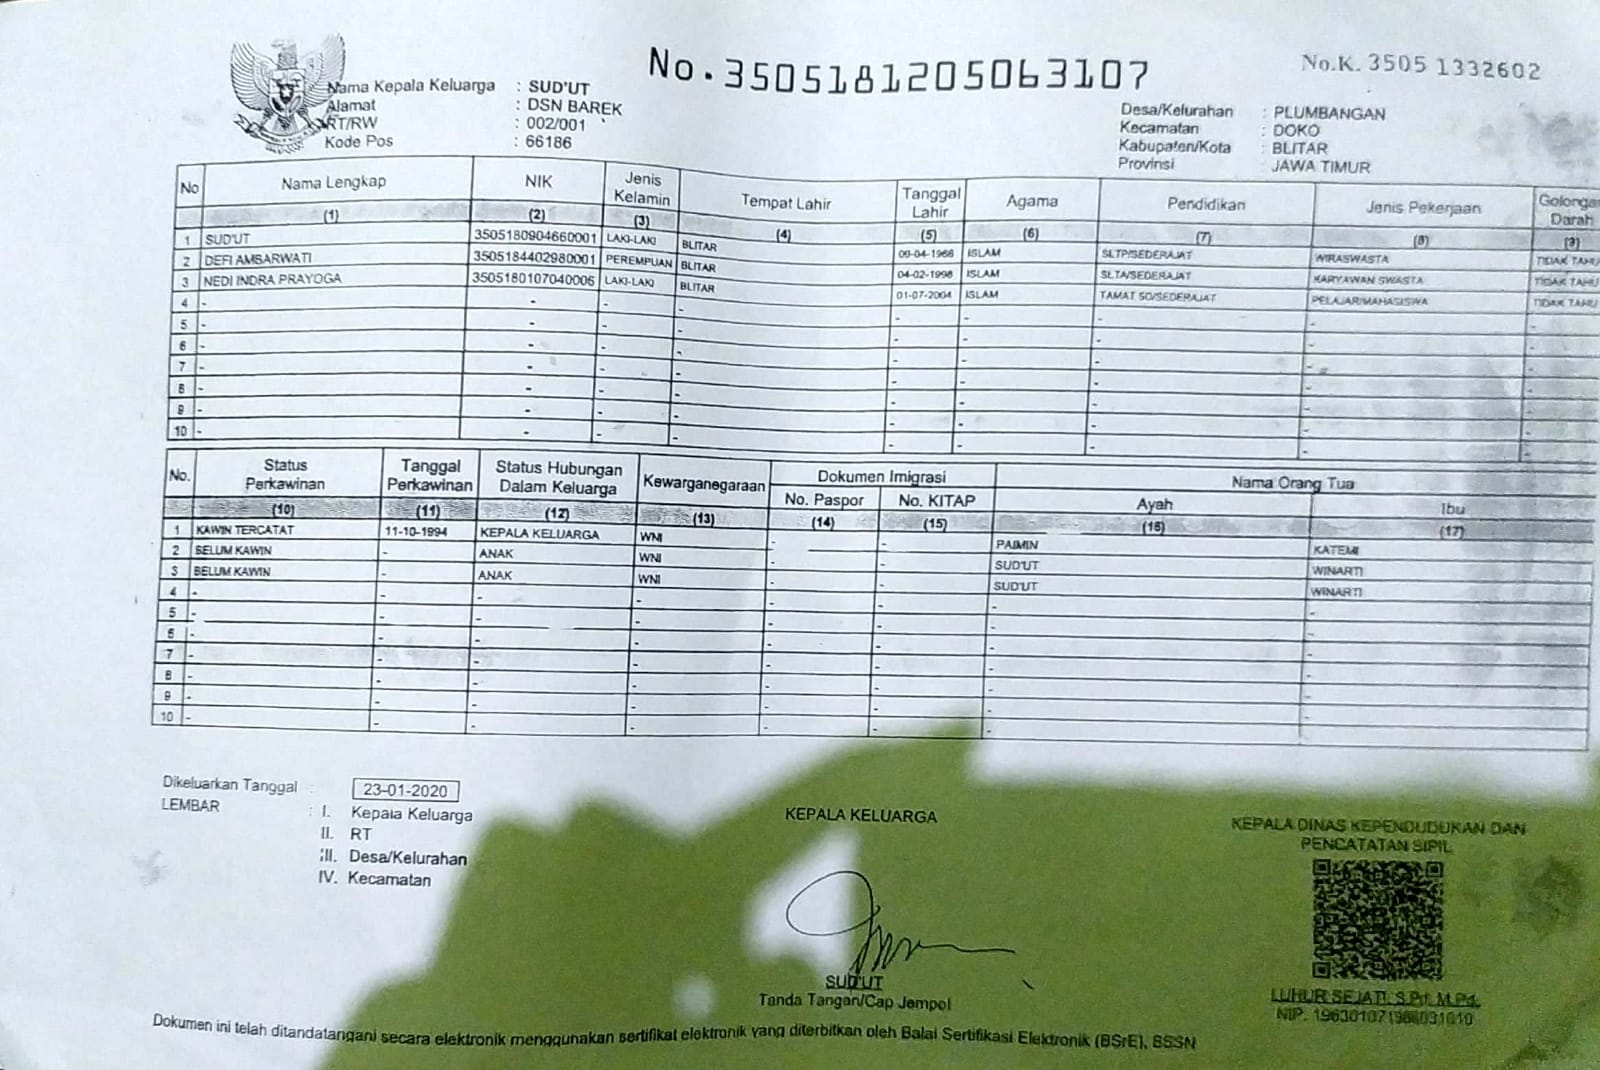 No. 3505181205063107
No.K. 3505 1332602
Nama Kepala Keluarga : SUD'UT
Alamat : DSN BAREK
RT/RW : 002/001
Kode Pos : 66186
Desa/Kelurahan : PLUMBANGAN
Kecamatan : DOKO
Kabupaten/Kota : BLITAR
Provinsi : JAWA TIMUR
No Nama Lengkap NIK Jenis Kelamin Tempat Lahir Tanggal Lahir Agama Pendidikan Jenis Pekerjaan Golongan Darah
(1) (2) (3) (4) (5) (6) (7) (8) (9)
1 SUD'UT 3505180904660001 LAKI-LAKI BLITAR 09-04-1966 ISLAM SLTP/SEDERAJAT WIRASWASTA TIDAK TAHU
2 DEFI AMBARWATI 3505184402980001 PEREMPUAN BLITAR 04-02-1998 ISLAM SLTA/SEDERAJAT KARYAWAN SWASTA TIDAK TAHU
3 NEDI INDRA PRAYOGA 3505180107040006 LAKI-LAKI BLITAR 01-07-2004 ISLAM TAMAT SD/SEDERAJAT PELAJAR/MAHASISWA TIDAK TAHU
4 - - - - - - - - -
5 - - - - - - - - -
6 - - - - - - - - -
7 - - - - - - - - -
8 - - - - - - - - -
9 - - - - - - - - -
10 - - - - - - - - -
No. Status Perkawinan Tanggal Perkawinan Status Hubungan Dalam Keluarga Kewarganegaraan Dokumen Imigrasi Nama Orang Tua
No. Paspor No. KITAP Ayah Ibu
(10) (11) (12) (13) (14) (15) (16) (17)
1 KAWIN TERCATAT 11-10-1994 KEPALA KELUARGA WNI - - PAIMIN KATEMI
2 BELUM KAWIN - ANAK WNI - - SUD'UT WINARTI
3 BELUM KAWIN - ANAK WNI - - SUD'UT WINARTI
4 - - - - - - - -
5 - - - - - - - -
6 - - - - - - - -
7 - - - - - - - -
8 - - - - - - - -
9 - - - - - - - -
10 - - - - - - - -
Dikeluarkan Tanggal : 23-01-2020
LEMBAR : I. Kepala Keluarga
II. RT
III. Desa/Kelurahan
IV. Kecamatan
KEPALA KELUARGA
SUD'UT
Tanda Tangan/Cap Jempol
KEPALA DINAS KEPENDUDUKAN DAN
PENCATATAN SIPIL
LUHUR SEJATI, S.Pd, M.Pd.
NIP. 196301071986031010
Dokumen ini telah ditandatangani secara elektronik menggunakan sertifikat elektronik yang diterbitkan oleh Balai Sertifikasi Elektronik (BSrE), BSSN